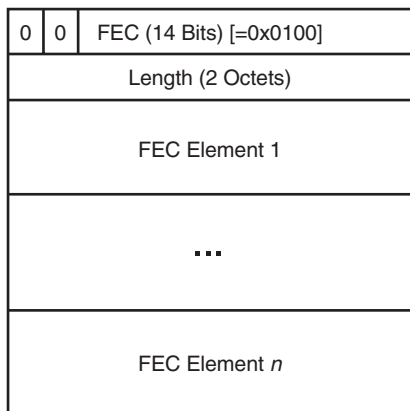 0 0 FEC (14 Bits) [=0x0100]
Length (2 Octets)
FEC Element 1
...
FEC Element n